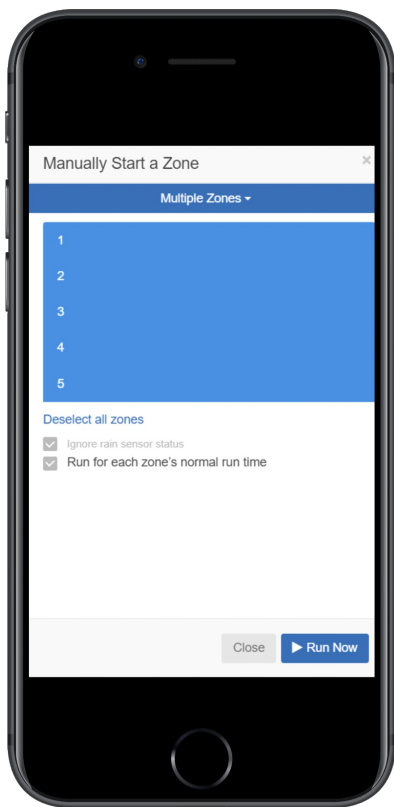 Manually Start a Zone ×
Multiple Zones
1
2
3
4
5
Deselect all zones
Ignore rain sensor status
Run for each zone's normal run time
Close Run Now